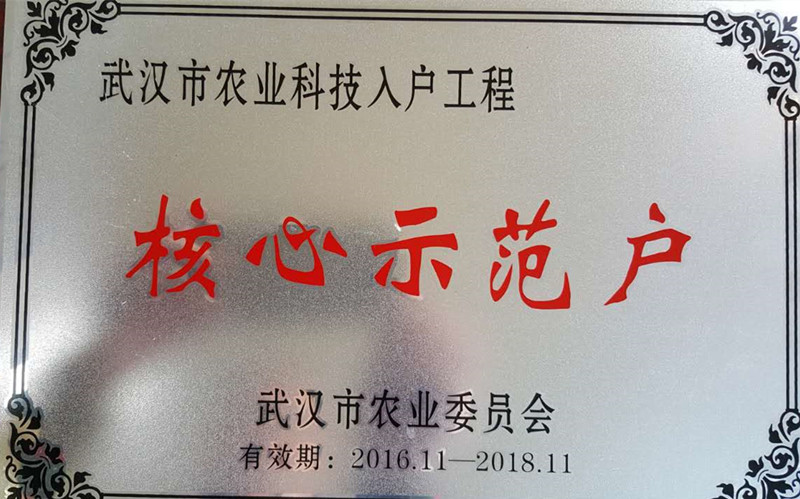 武汉市农业科技入户工程
核心示范户
武汉市农业委员会
有效期：2016.11—2018.11